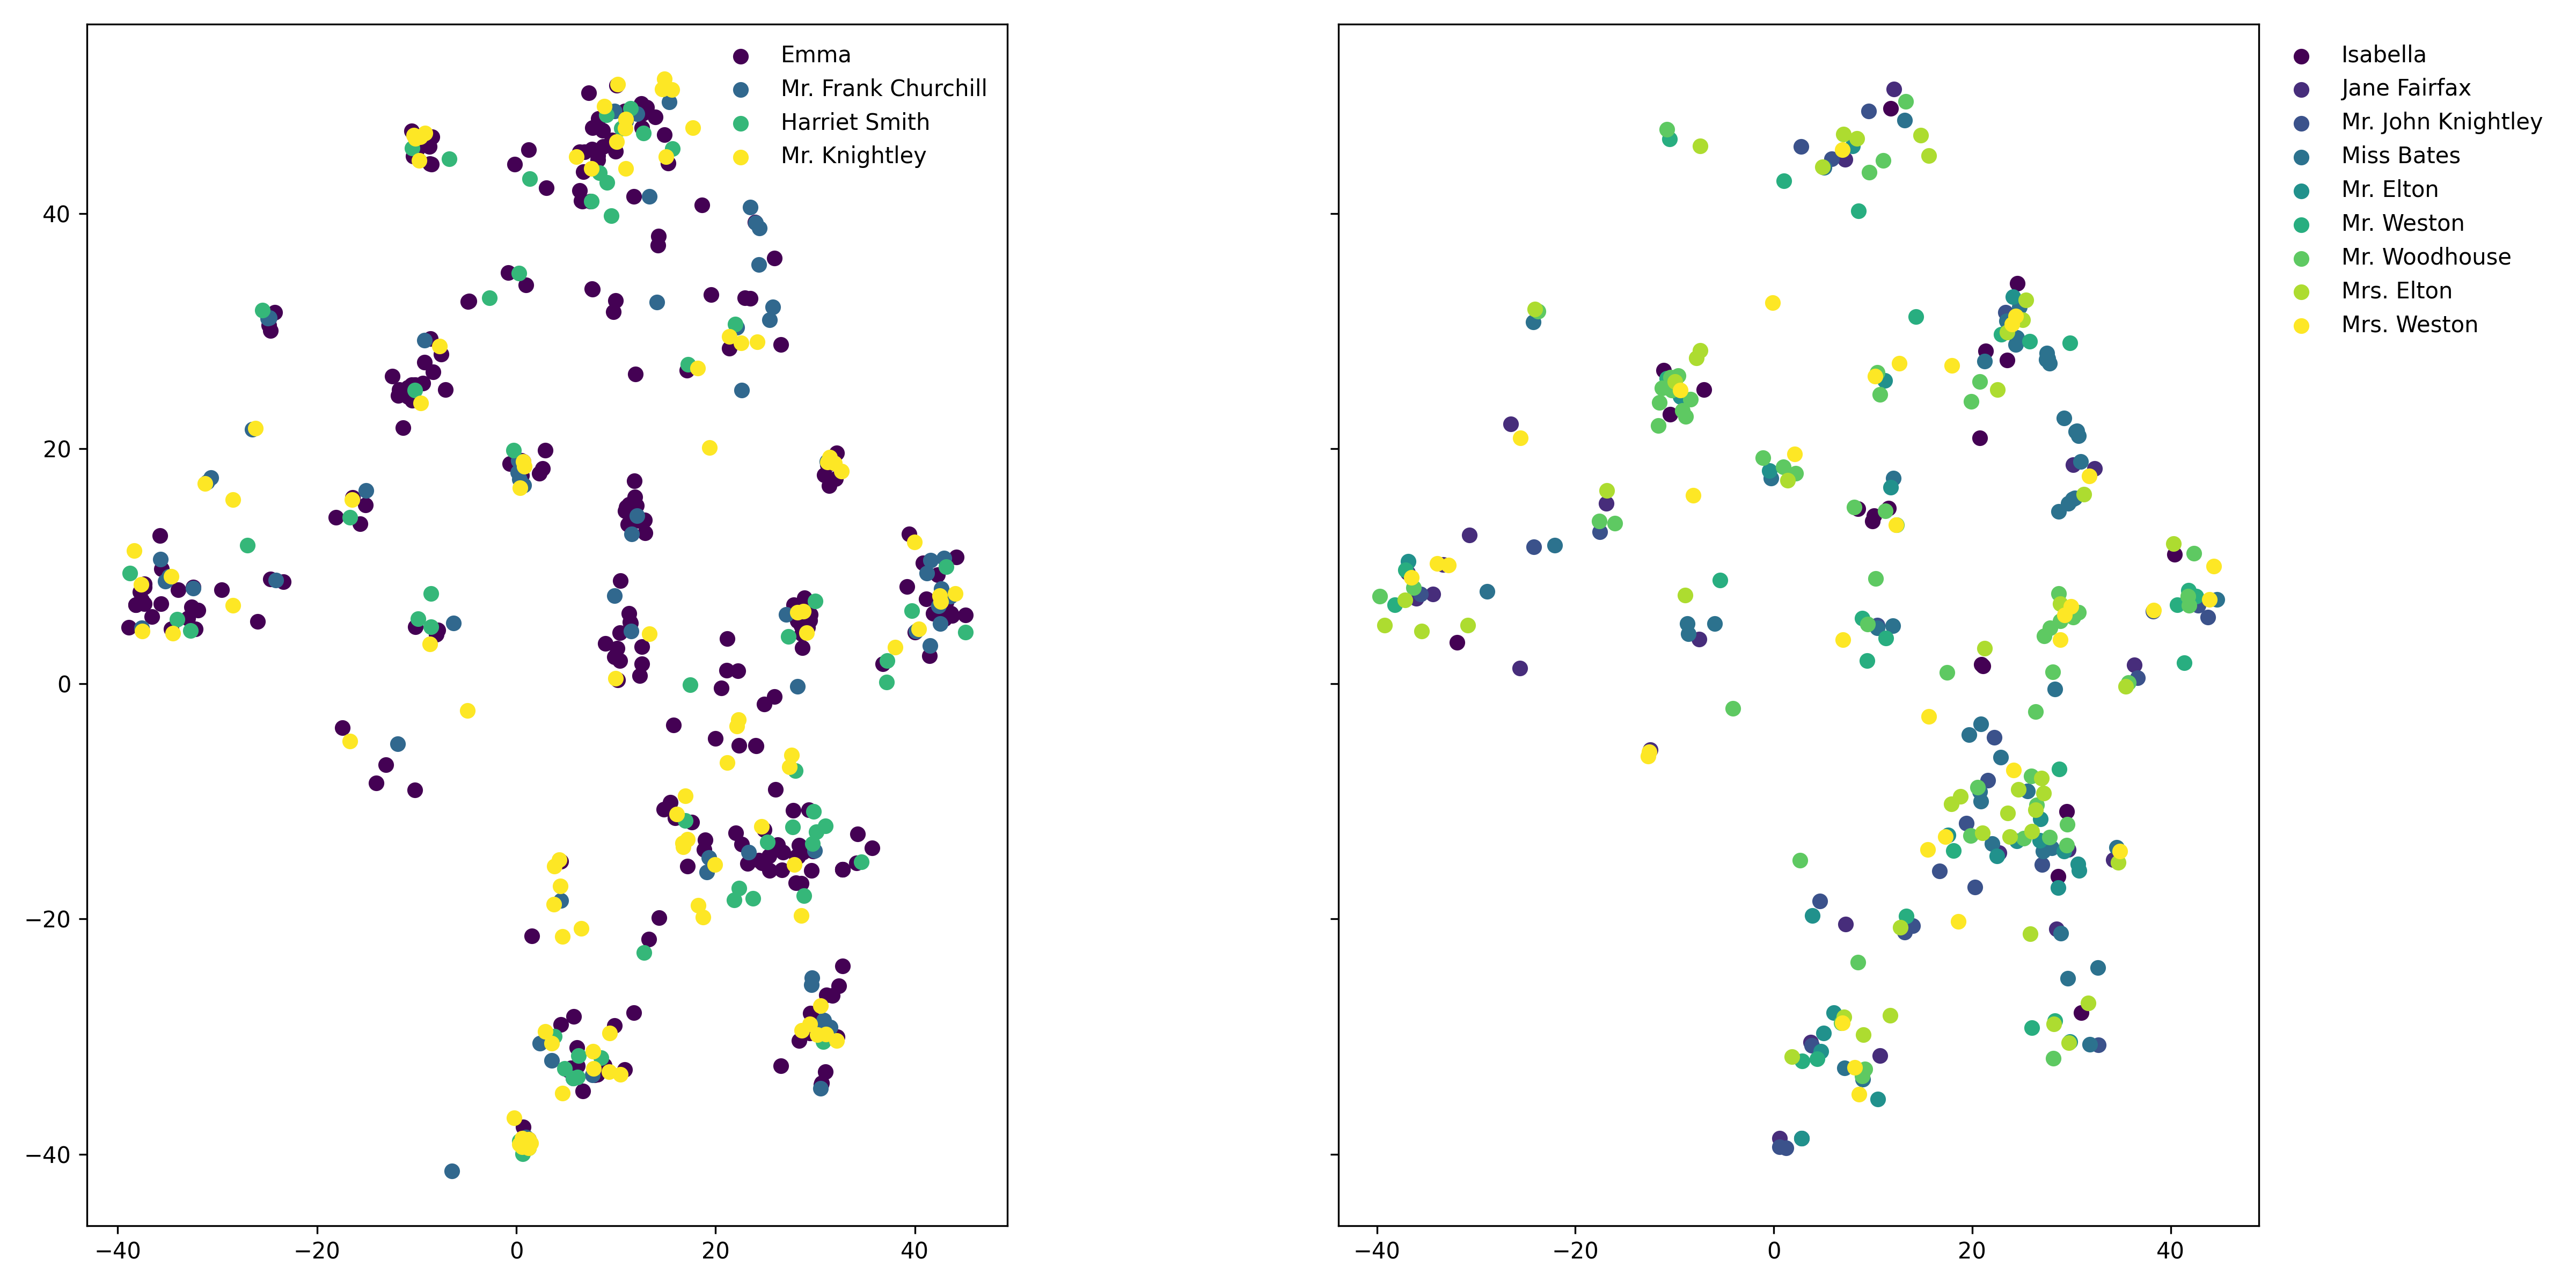 Emma
Mr. Frank Churchill
Harriet Smith
Mr. Knightley
40
20
0
−20
−40
−40 −20 0 20 40
Isabella
Jane Fairfax
Mr. John Knightley
Miss Bates
Mr. Elton
Mr. Weston
Mr. Woodhouse
Mrs. Elton
Mrs. Weston
−40 −20 0 20 40